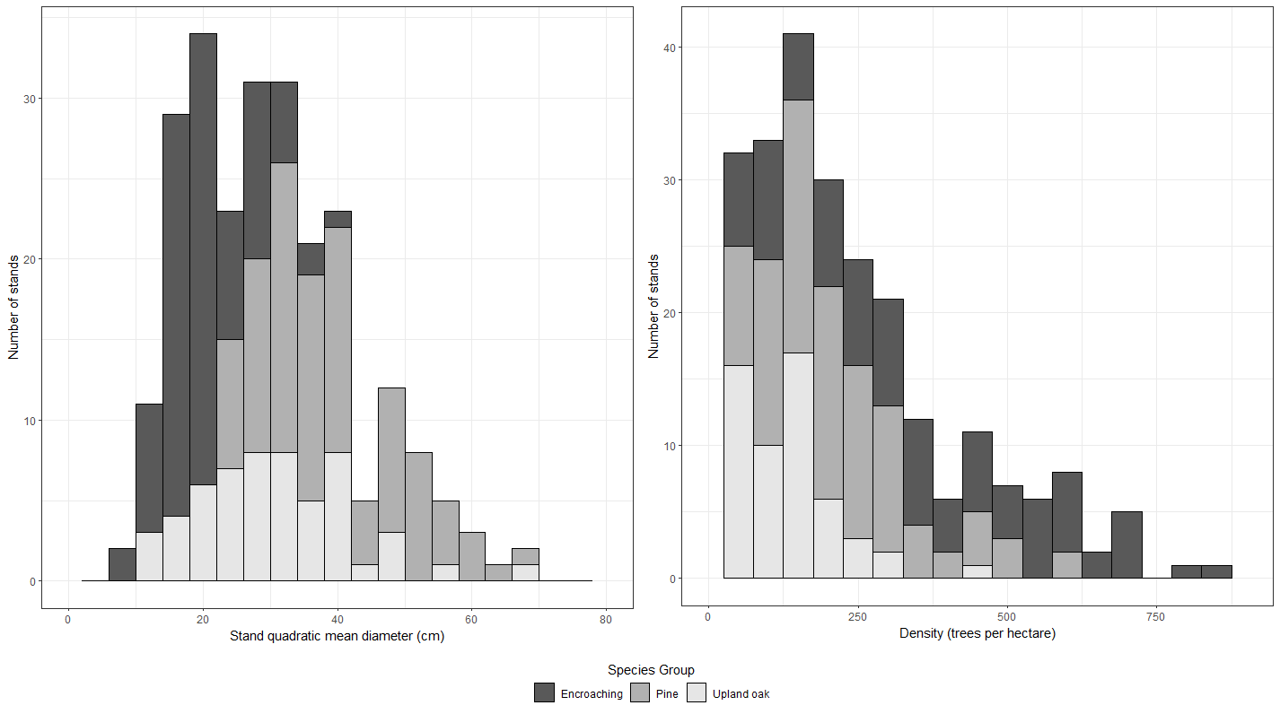 Number of stands
30
20
10
0
0 20 40 60 80
Stand quadratic mean diameter (cm)
Number of stands
40
30
20
10
0
0 250 500 750
Density (trees per hectare)
Species Group
Encroaching Pine Upland oak